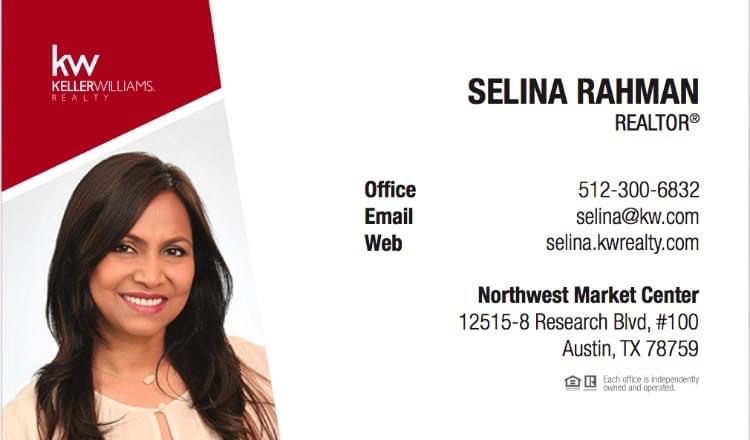 kw
KELLERWILLIAMS.
REALTY
SELINA RAHMAN
REALTOR®
Office 512-300-6832
Email selina@kw.com
Web selina.kwrealty.com
Northwest Market Center
12515-8 Research Blvd, #100
Austin, TX 78759
Each office is independently
owned and operated.